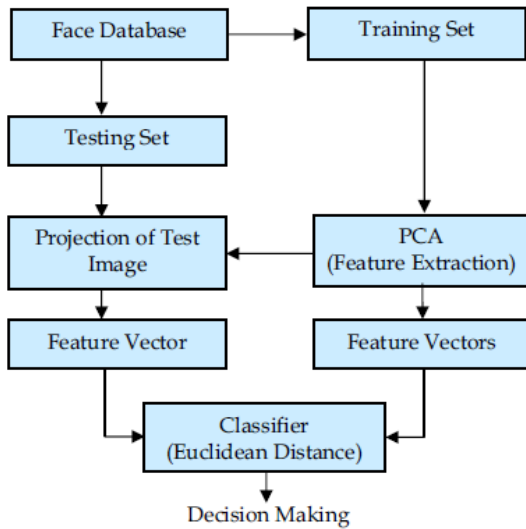 Face Database
Training Set
Testing Set
Projection of Test
Image
PCA
(Feature Extraction)
Feature Vector
Feature Vectors
Classifier
(Euclidean Distance)
Decision Making